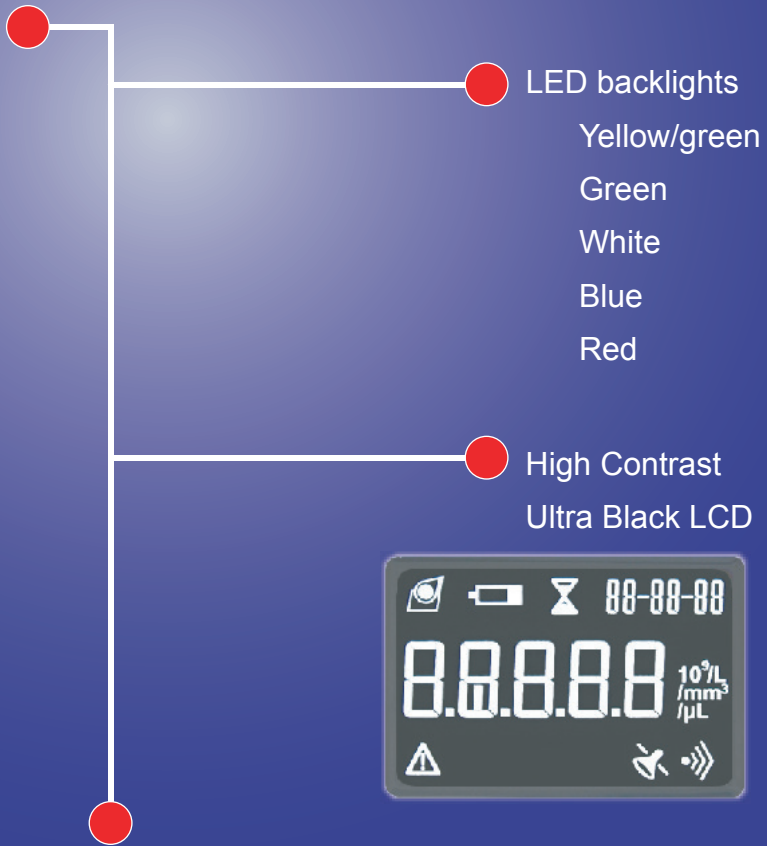 LED backlights
Yellow/green
Green
White
Blue
Red
High Contrast
Ultra Black LCD
88-88-88
8.8.8.8.8
10⁹/L
/mm³
/µL